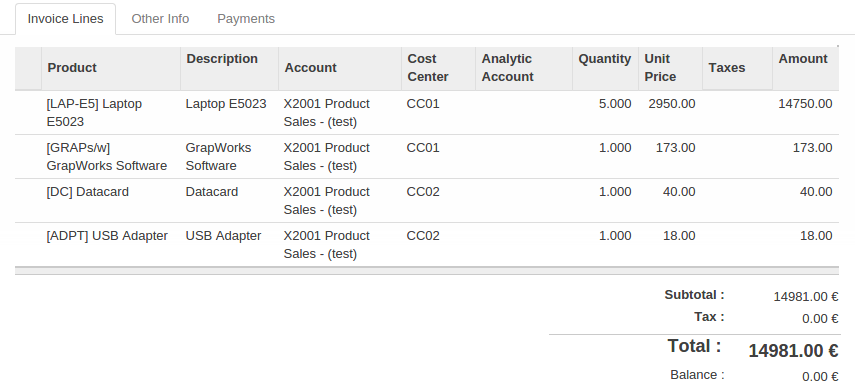 Invoice Lines Other Info Payments
Product Description Account Cost Center Analytic Account Quantity Unit Price Taxes Amount
[LAP-E5] Laptop E5023 Laptop E5023 X2001 Product Sales - (test) CC01 5.000 2950.00 14750.00
[GRAPs/w] GrapWorks Software GrapWorks Software X2001 Product Sales - (test) CC01 1.000 173.00 173.00
[DC] Datacard Datacard X2001 Product Sales - (test) CC02 1.000 40.00 40.00
[ADPT] USB Adapter USB Adapter X2001 Product Sales - (test) CC02 1.000 18.00 18.00
Subtotal : 14981.00 €
Tax : 0.00 €
Total : 14981.00 €
Balance : 0.00 €